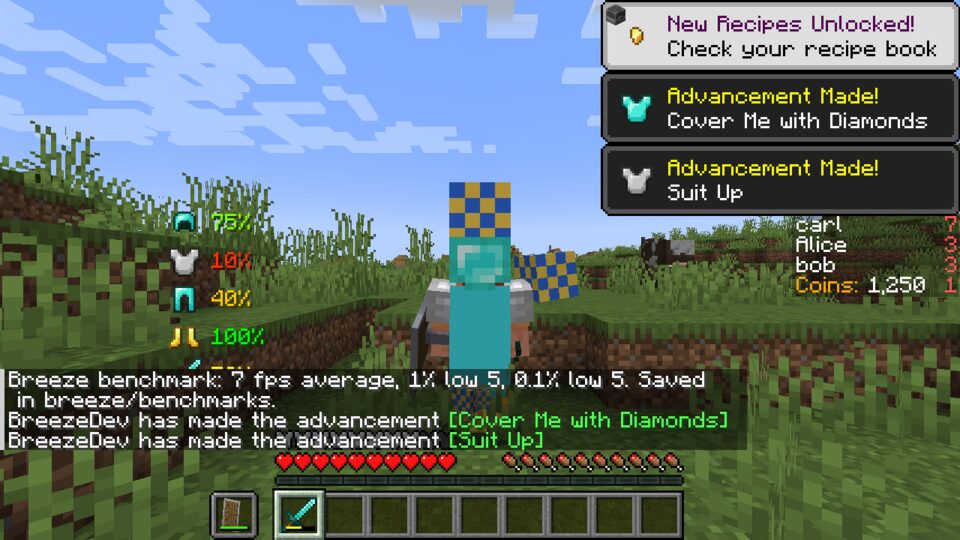 New Recipes Unlocked!
Check your recipe book
Advancement Made!
Cover Me with Diamonds
Advancement Made!
Suit Up
carl 7
Alice 3
bob 3
Coins: 1,250 1
75%
10%
40%
100%
Breeze benchmark: 7 fps average, 1% low 5, 0.1% low 5. Saved
in breeze/benchmarks.
BreezeDev has made the advancement [Cover Me with Diamonds]
BreezeDev has made the advancement [Suit Up]